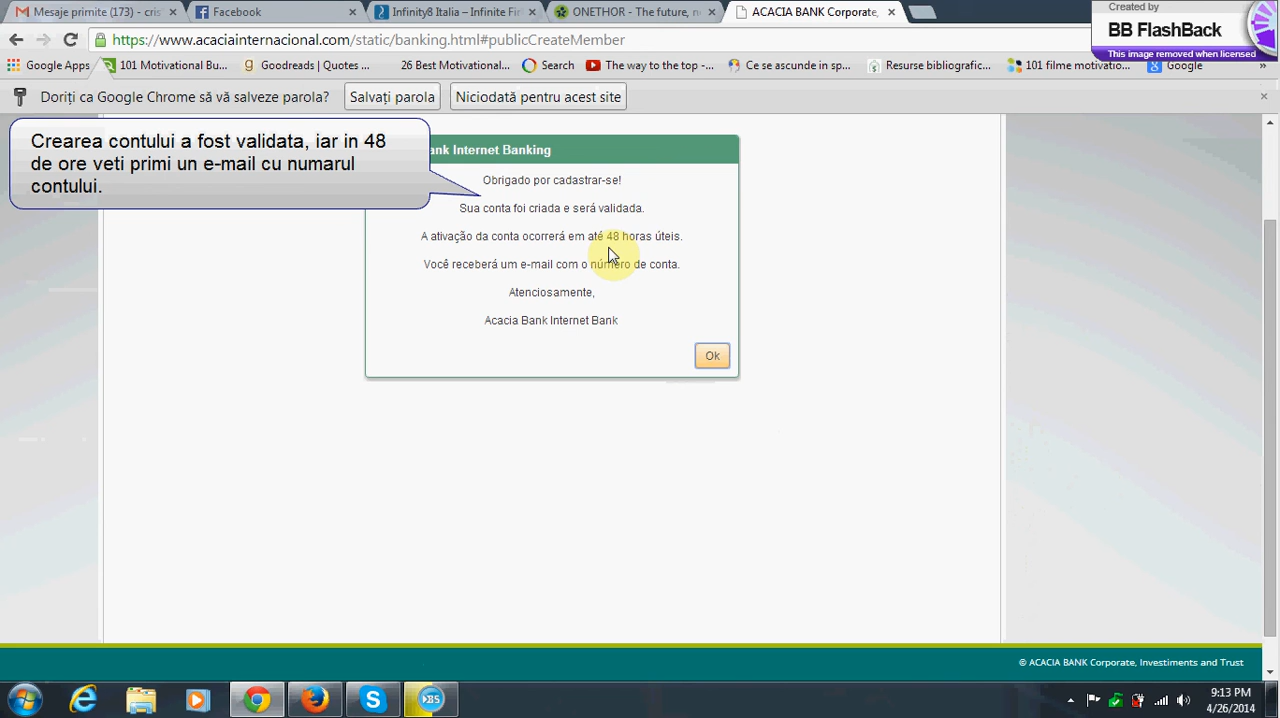 Mesaje primite (173) - cris
Facebook
Infinity8 Italia – Infinite Fir
ONETHOR - The future, n
ACACIA BANK Corporate,
Created by
BB FlashBack
This image removed when licensed
https://www.acaciainternacional.com/static/banking.html#publicCreateMember
Google Apps
101 Motivational Bu...
Goodreads | Quotes ...
26 Best Motivation...
Search
The way to the top -...
Ce se ascunde in sp...
Resurse bibliografic...
101 filme motivatio...
Google
»
Doriți ca Google Chrome să vă salveze parola?
Salvați parola
Niciodată pentru acest site
Crearea contului a fost validata, iar in 48
de ore veti primi un e-mail cu numarul
contului.
ank Internet Banking
Obrigado por cadastrar-se!
Sua conta foi criada e será validada.
A ativação da conta ocorrerá em até 48 horas úteis.
Você receberá um e-mail com o número de conta.
Atenciosamente,
Acacia Bank Internet Bank
Ok
© ACACIA BANK Corporate, Investiments and Trust
9:13 PM
4/26/2014